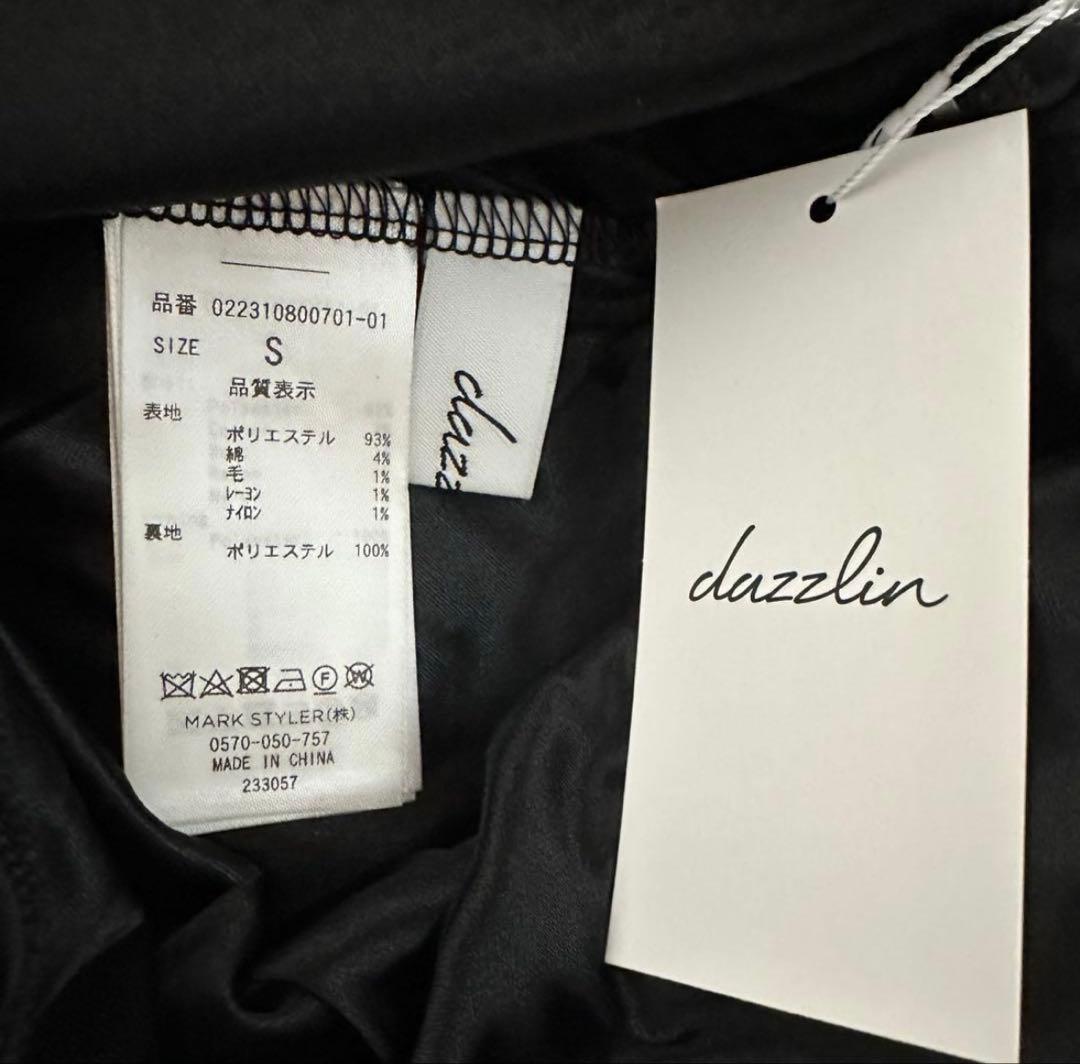 品番 022310800701-01
SIZE S
品質表示
表地
ポリエステル 93%
綿 4%
毛 1%
レーヨン 1%
ナイロン 1%
裏地
ポリエステル 100%
F W
MARK STYLER(株)
0570-050-757
MADE IN CHINA
233057
dazz
dazzlin